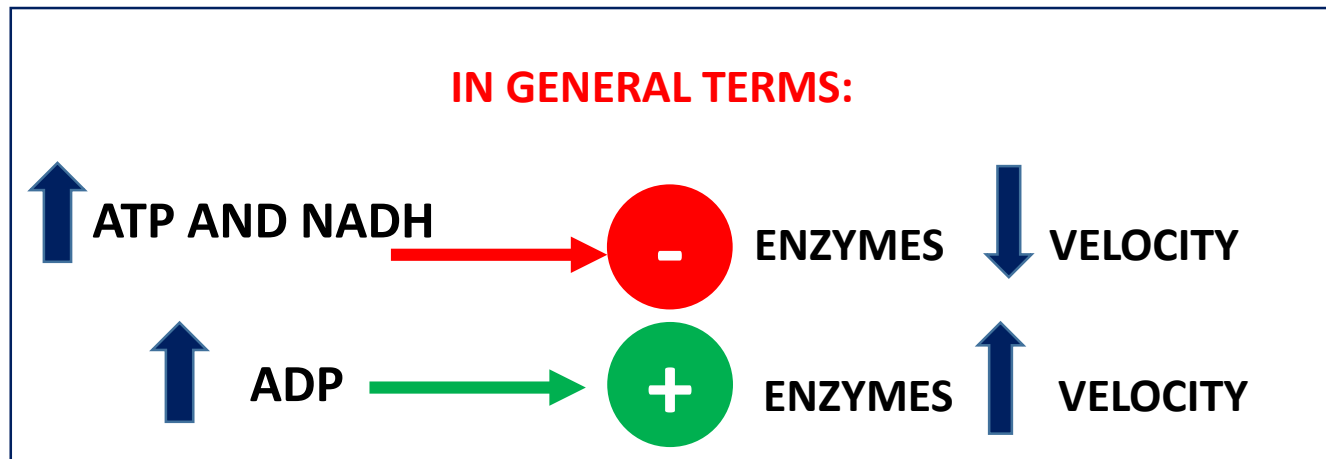 IN GENERAL TERMS:
ATP AND NADH - ENZYMES VELOCITY
ADP + ENZYMES VELOCITY